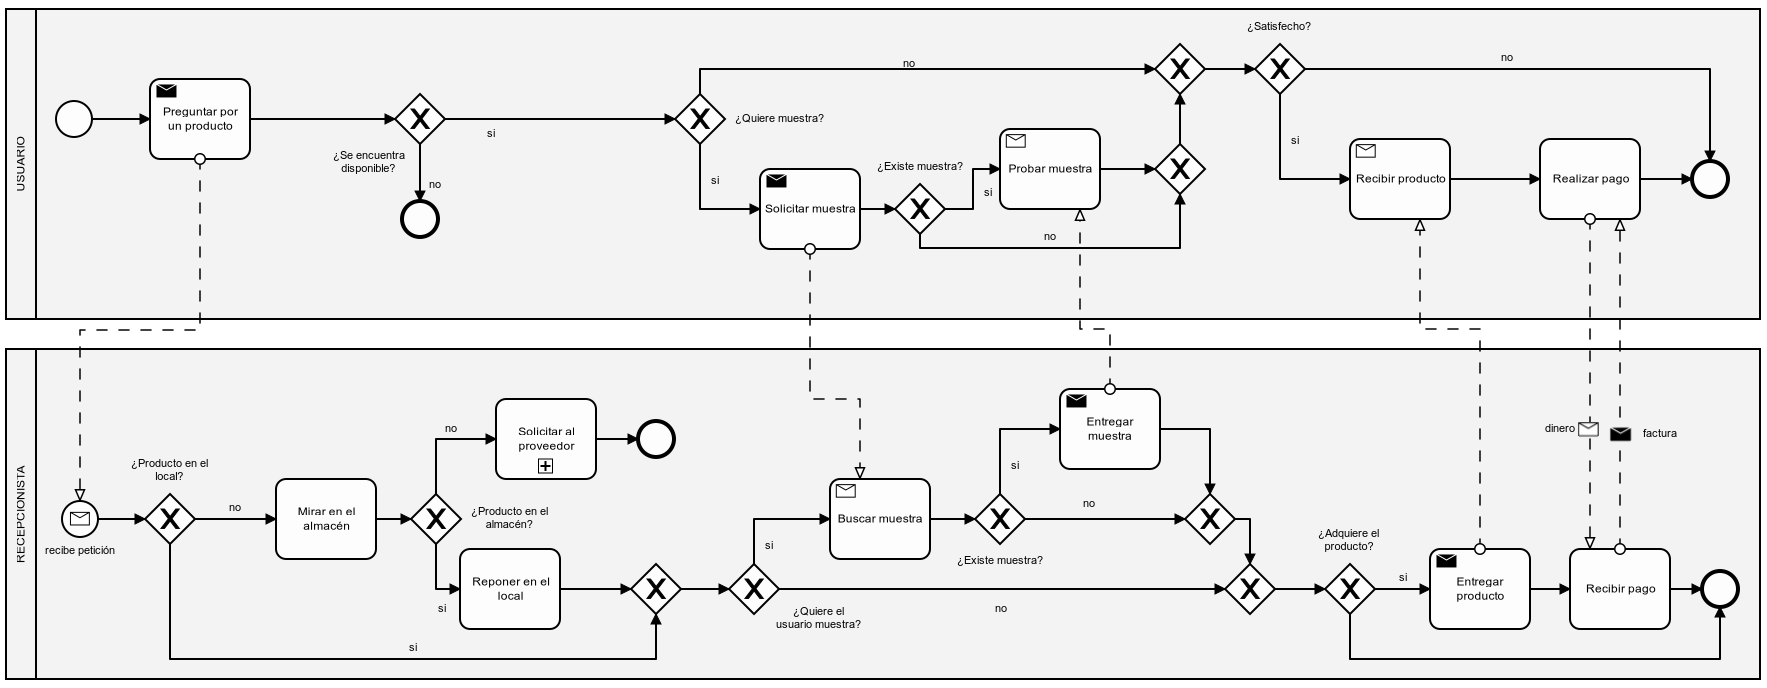 USUARIO
¿Satisfecho?
no
no
Preguntar por
un producto
si
¿Se encuentra
disponible?
no
¿Quiere muestra?
si
Solicitar muestra
¿Existe muestra?
si
Probar muestra
no
si
Recibir producto
Realizar pago
RECEPCIONISTA
recibe petición
¿Producto en el
local?
no
Mirar en el
almacén
no
Solicitar al
proveedor
¿Producto en el
almacén?
si
Reponer en el
local
si
si
¿Quiere el
usuario muestra?
Buscar muestra
¿Existe muestra?
si
Entregar
muestra
no
no
¿Adquiere el
producto?
si
Entregar
producto
dinero
factura
Recibir pago